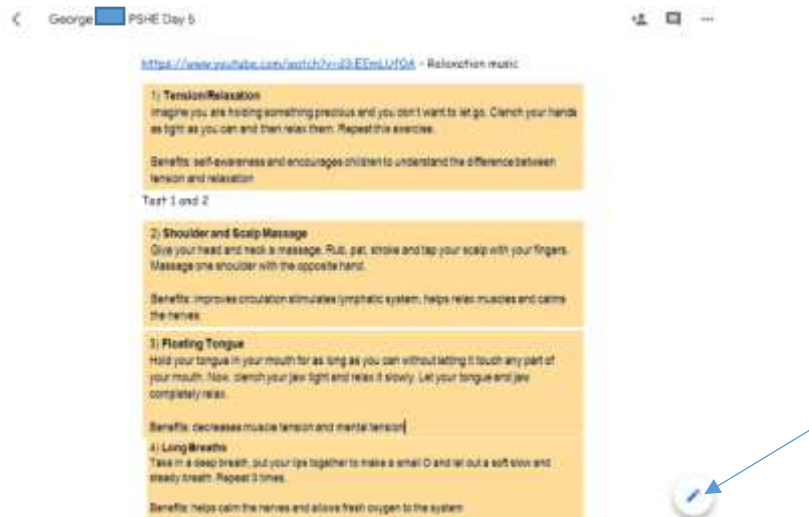 George PSHE Day 5
- Relaxation music
1) Tension/Relaxation
Imagine you are holding something precious and you don't want to let go. Clench your hands
as tight as you can and then relax them. Repeat this exercise.
Benefits: self-awareness and encourages children to understand the difference between
tension and relaxation
Text 1 and 2
2) Shoulder and Scalp Massage
Give your head and neck a massage. Rub, pat, stroke and tap your scalp with your fingers.
Massage one shoulder with the opposite hand.
Benefits: improves circulation stimulates lymphatic system, helps relax muscles and calms
the nerves
3) Floating Tongue
Hold your tongue in your mouth for as long as you can without letting it touch any part of
your mouth. Now, clench your jaw tight and relax it slowly. Let your tongue and jaw
completely relax.
Benefits: decreases muscle tension and mental tension
4) Long Breaths
Take in a deep breath, put your lips together to make a small O and let out a soft slow and
steady breath. Repeat 3 times.
Benefits: helps calm the nerves and allows fresh oxygen to the system